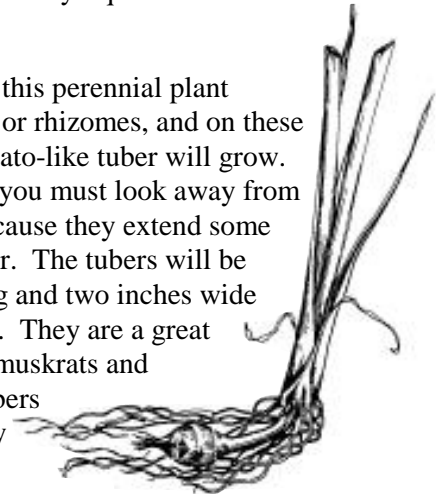 this perennial plant
or rhizomes, and on these
ato-like tuber will grow.
you must look away from
cause they extend some
r. The tubers will be
g and two inches wide
. They are a great
muskrats and
bers